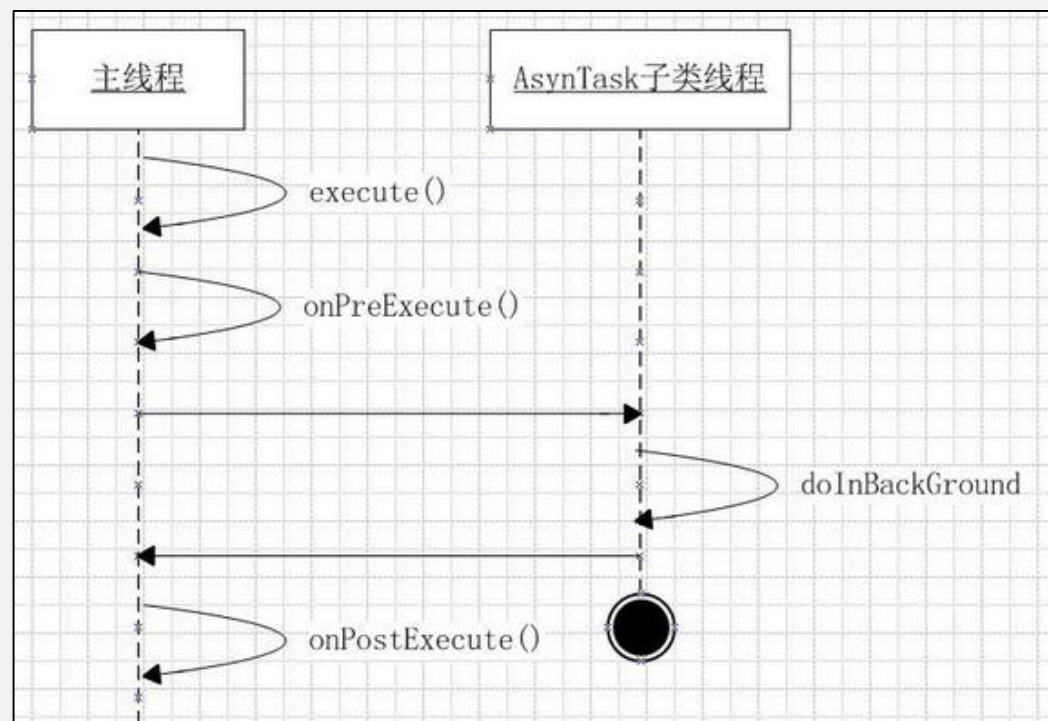 主线程
AsynTask子类线程
execute()
onPreExecute()
doInBackGround
onPostExecute()